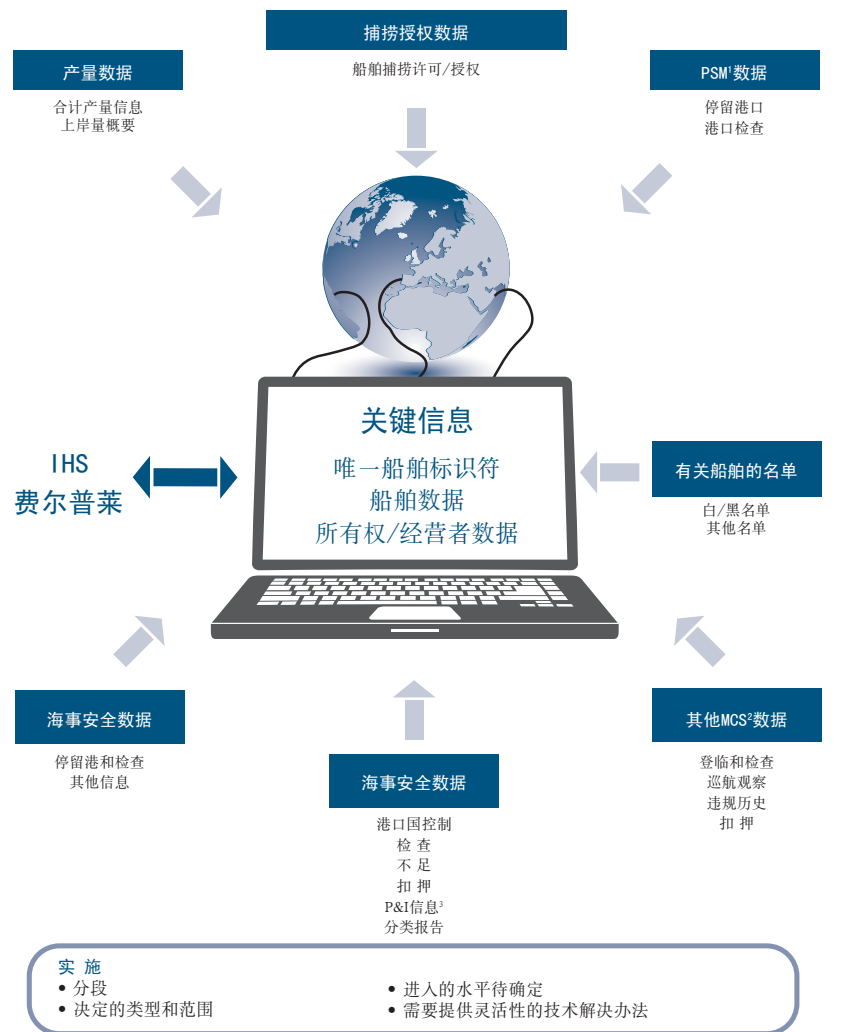 捕捞授权数据
船舶捕捞许可/授权
产量数据
合计产量信息
上岸量概要
PSM¹数据
停留港口
港口检查
关键信息
唯一船舶标识符
船舶数据
所有权/经营者数据
IHS
费尔普莱
有关船舶的名单
白/黑名单
其他名单
海事安全数据
停留港和检查
其他信息
海事安全数据
港口国控制
检 查
不 足
扣 押
P&I信息³
分类报告
其他MCS²数据
登临和检查
巡航观察
违规历史
扣 押
实 施
• 分段
• 决定的类型和范围
• 进入的水平待确定
• 需要提供灵活性的技术解决办法